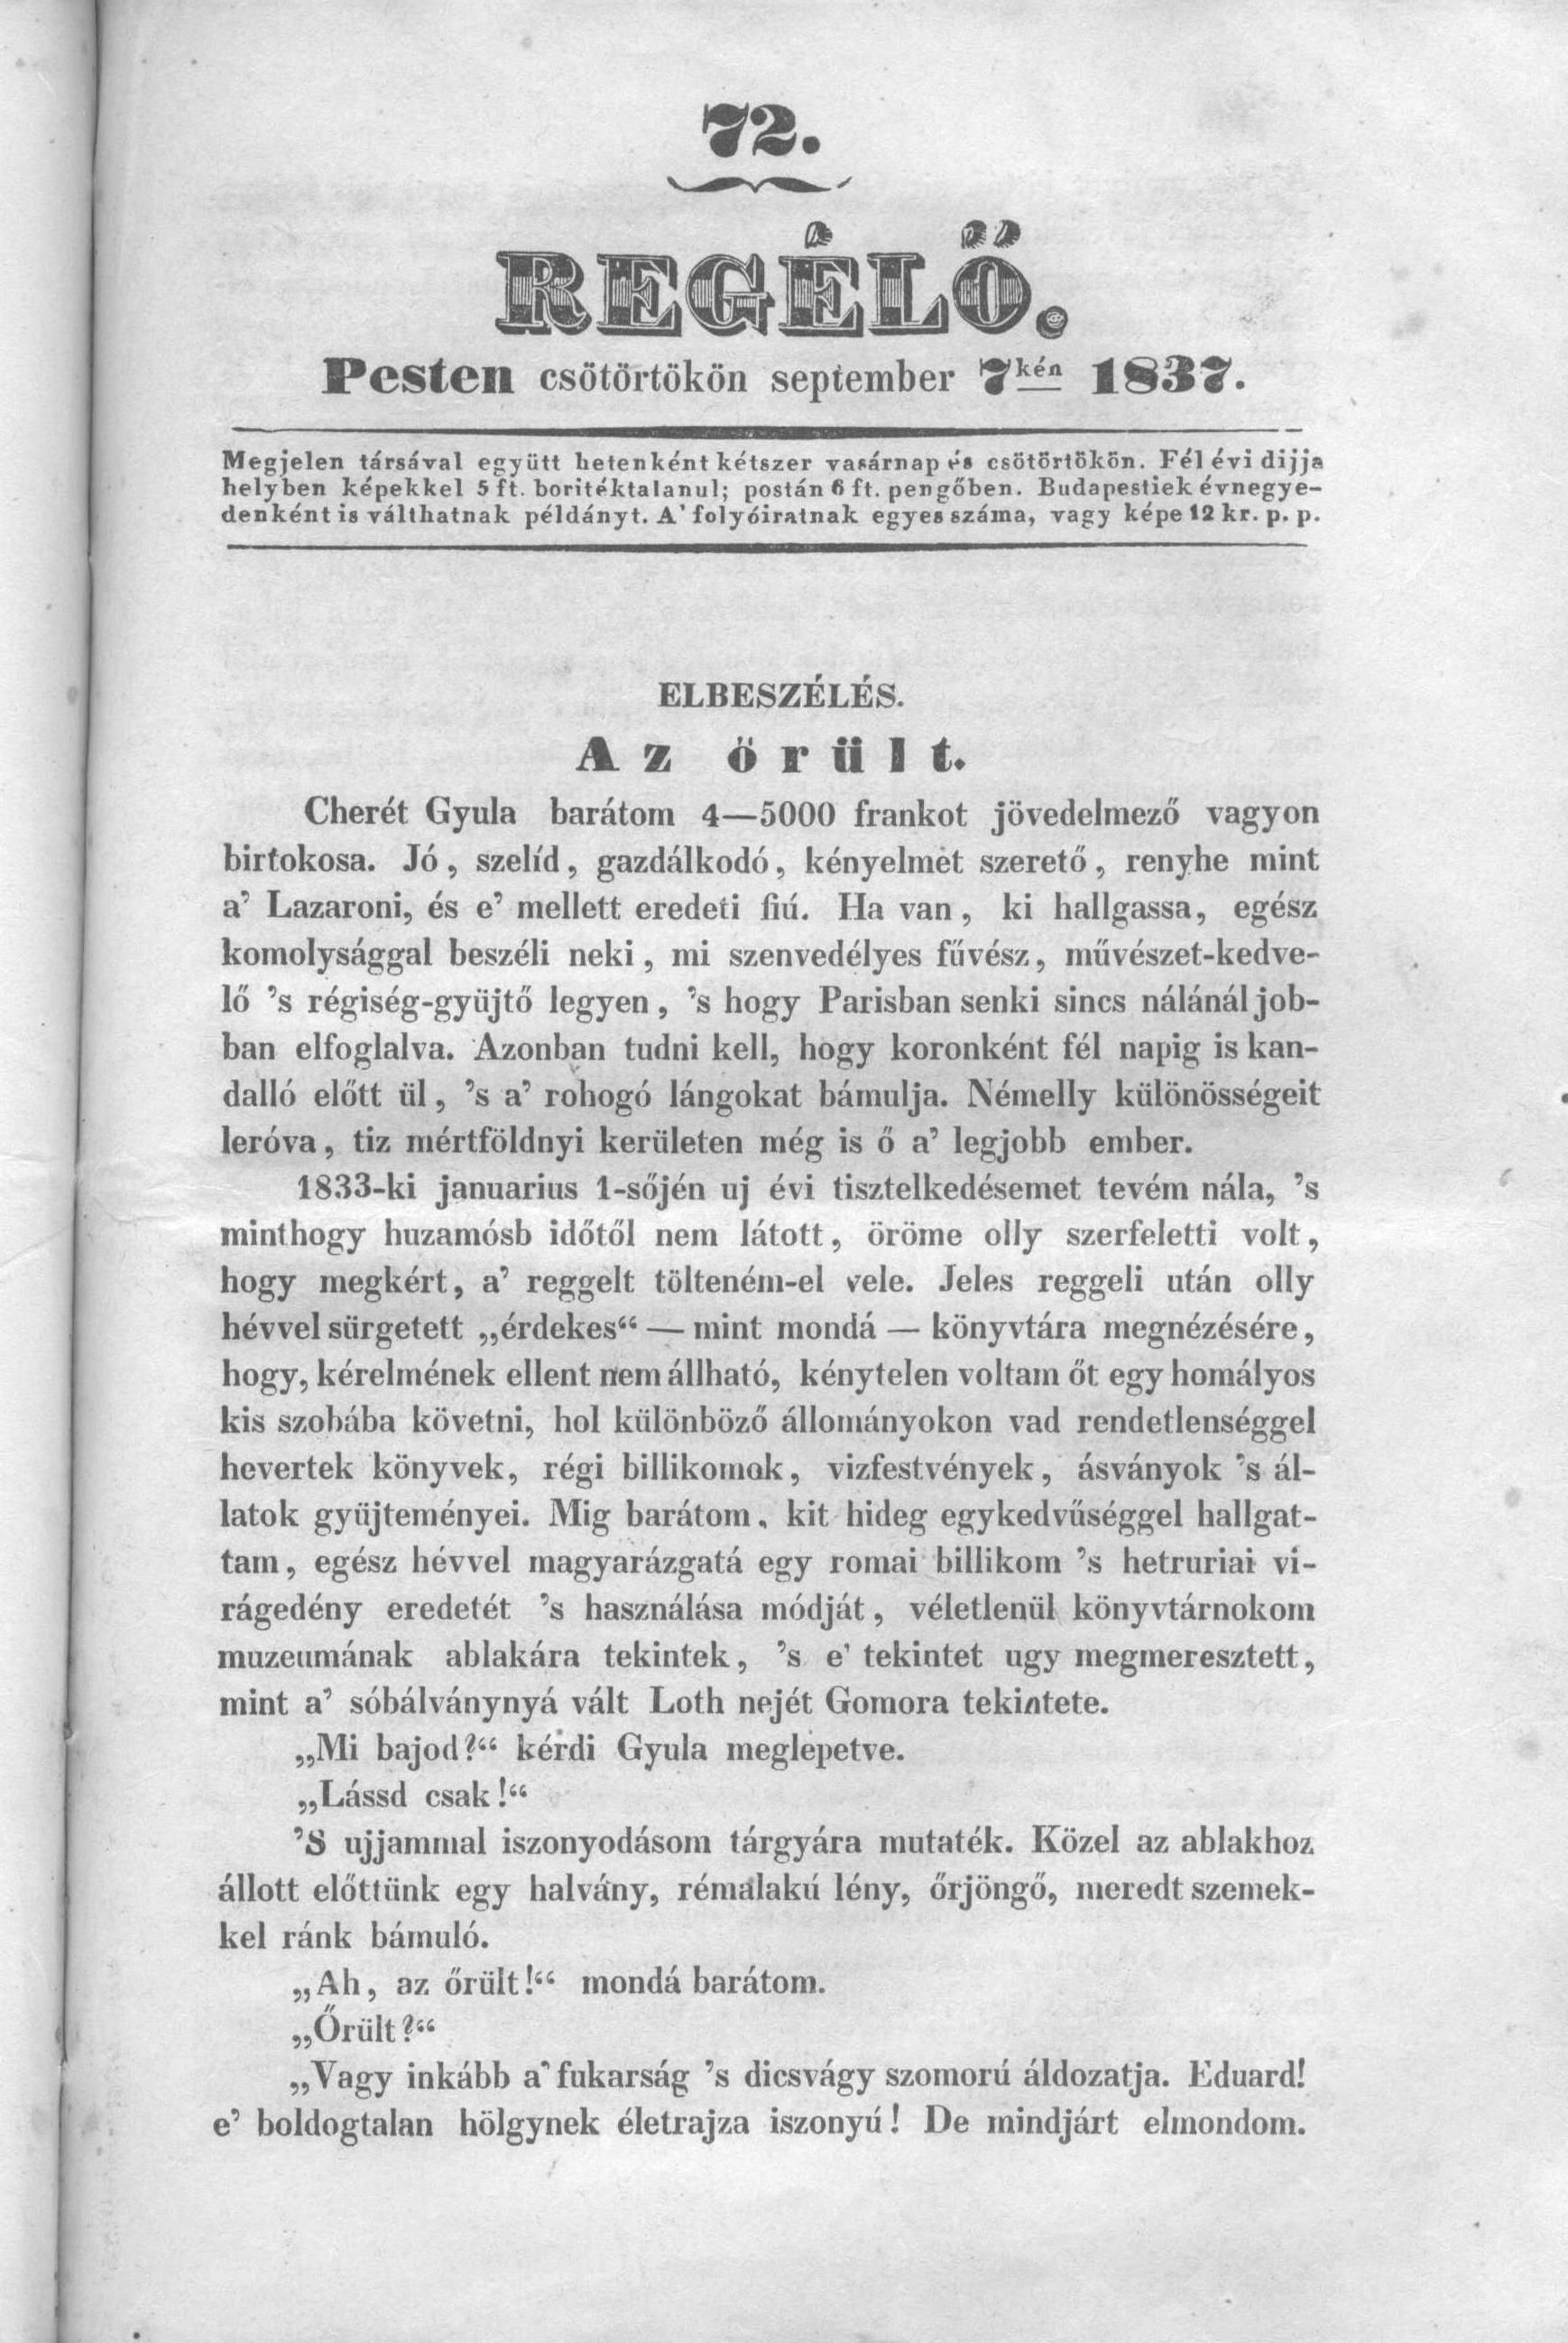 72.
REGÉLŐ.
Pesten csötörtökön september 7kén 1837.
Megjelen társával együtt hetenként kétszer vasárnap és csötörtökön. Fél évi dijja
helyben képekkel 5 ft. boritéktalanul; postán 6 ft. pengőben. Budapestiek évnegye-
denként is válthatnak példányt. A' folyóiratnak egyes száma, vagy képe 12 kr. p. p.
ELBESZÉLÉS.
Az őrült.
Cherét Gyula barátom 4—5000 frankot jövedelmező vagyon
birtokosa. Jó, szelíd, gazdálkodó, kényelmet szerető, renyhe mint
a' Lazaroni, és e' mellett eredeti fiú. Ha van, ki hallgassa, egész
komolysággal beszéli neki, mi szenvedélyes fűvész, művészet-kedve-
lő 's régiség-gyüjtő legyen, 's hogy Parisban senki sincs nálánál job-
ban elfoglalva. Azonban tudni kell, hogy koronként fél napig is kan-
dalló előtt ül, 's a' rohogó lángokat bámulja. Némelly különösségeit
leróva, tiz mértföldnyi kerületen még is ő a' legjobb ember.
1833-ki januarius 1-sőjén uj évi tisztelkedésemet tevém nála, 's
minthogy huzamósb időtől nem látott, öröme olly szerfeletti volt,
hogy megkért, a' reggelt tölteném-el vele. Jeles reggeli után olly
hévvel sürgetett „érdekes“ — mint mondá — könyvtára megnézésére,
hogy, kérelmének ellent nem állható, kénytelen voltam őt egy homályos
kis szobába követni, hol különböző állományokon vad rendetlenséggel
hevertek könyvek, régi billikomok, vizfestvények, ásványok 's ál-
latok gyüjteményei. Mig barátom, kit hideg egykedvűséggel hallgat-
tam, egész hévvel magyarázgatá egy romai billikom 's hetruriai vi-
rágedény eredetét 's használása módját, véletlenül könyvtárnokom
muzeumának ablakára tekintek, 's e' tekintet ugy megmeresztett,
mint a' sóbálványnyá vált Loth nejét Gomora tekintete.
„Mi bajod?“ kérdi Gyula meglepetve.
„Lássd csak!“
'S ujjammal iszonyodásom tárgyára mutaték. Közel az ablakhoz
állott előttünk egy halvány, rémalakú lény, őrjöngő, meredt szemek-
kel ránk bámuló.
„Ah, az őrült!“ mondá barátom.
„Őrült?“
„Vagy inkább a' fukarság 's dicsvágy szomorú áldozatja. Eduard!
e' boldogtalan hölgynek életrajza iszonyú! De mindjárt elmondom.